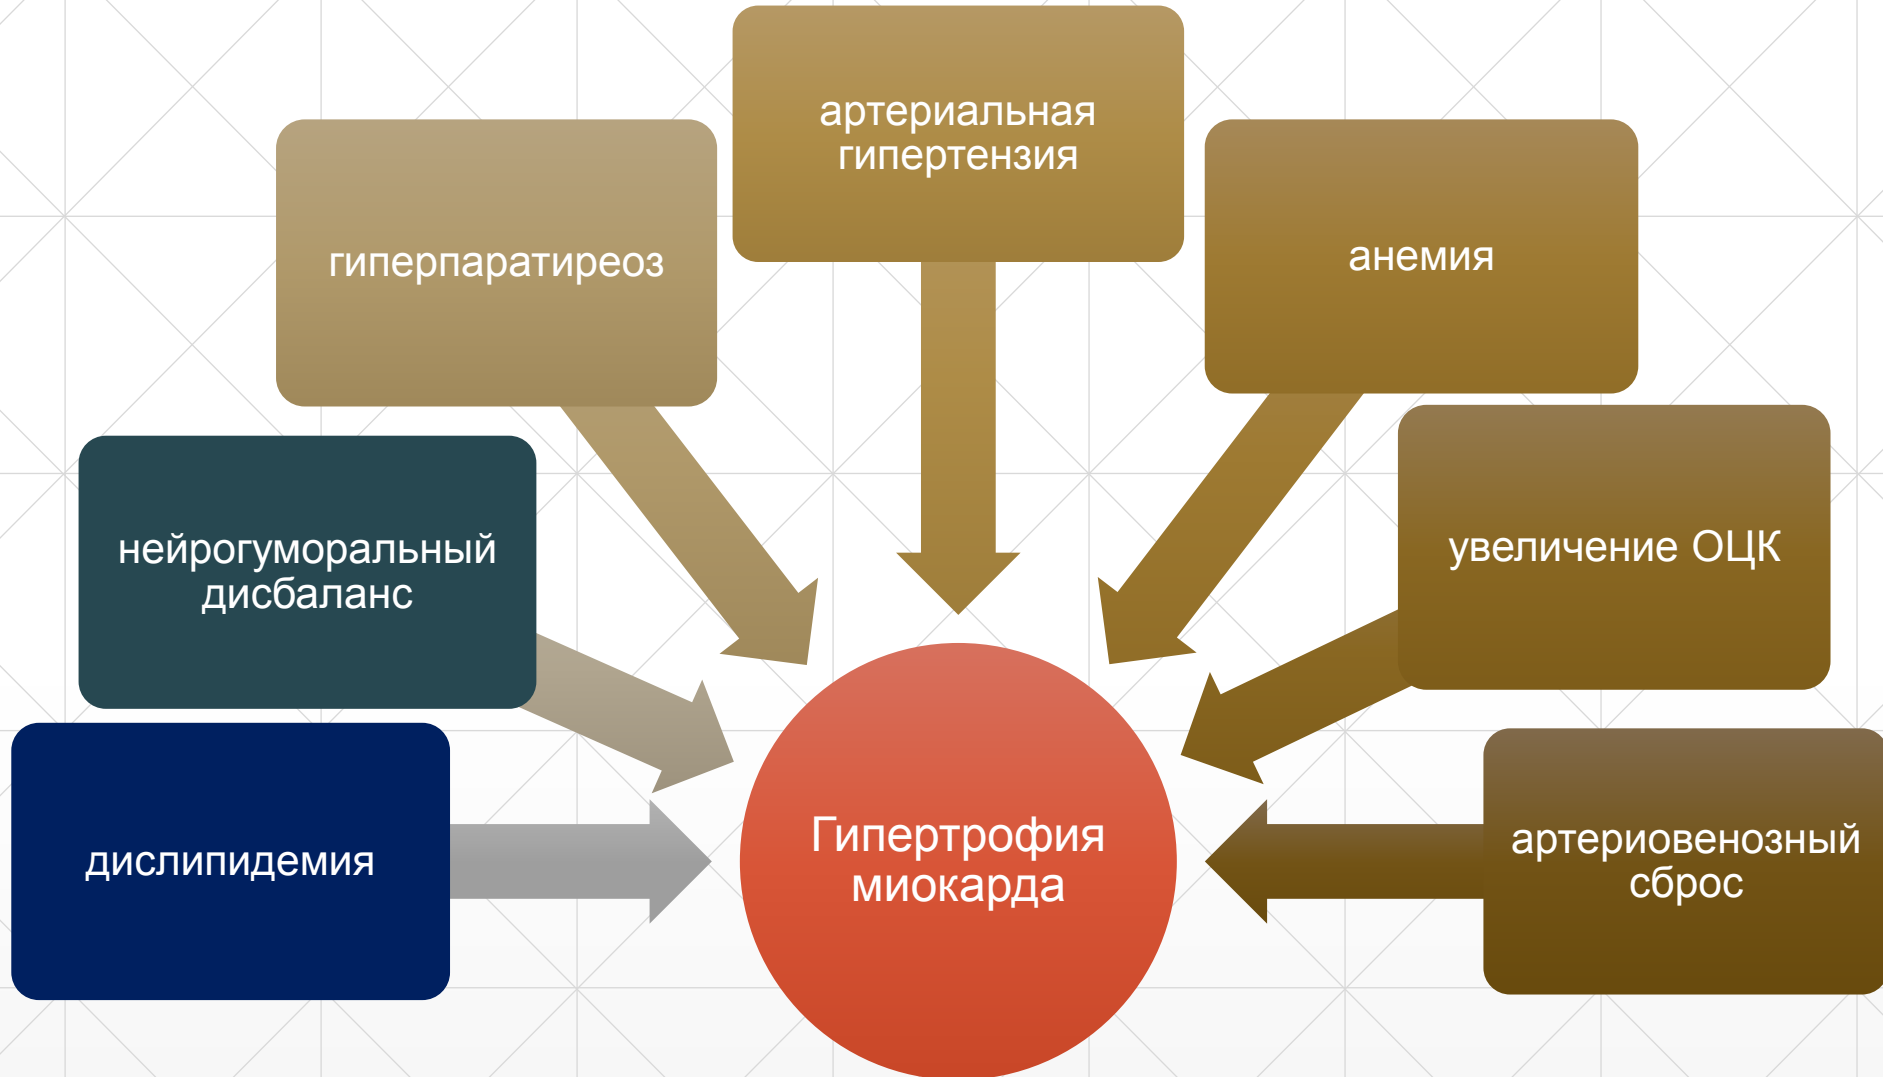 артериальная
гипертензия
гиперпаратиреоз
анемия
нейрогуморальный
дисбаланс
увеличение ОЦК
дислипидемия
Гипертрофия
миокарда
артериовенозный
сброс